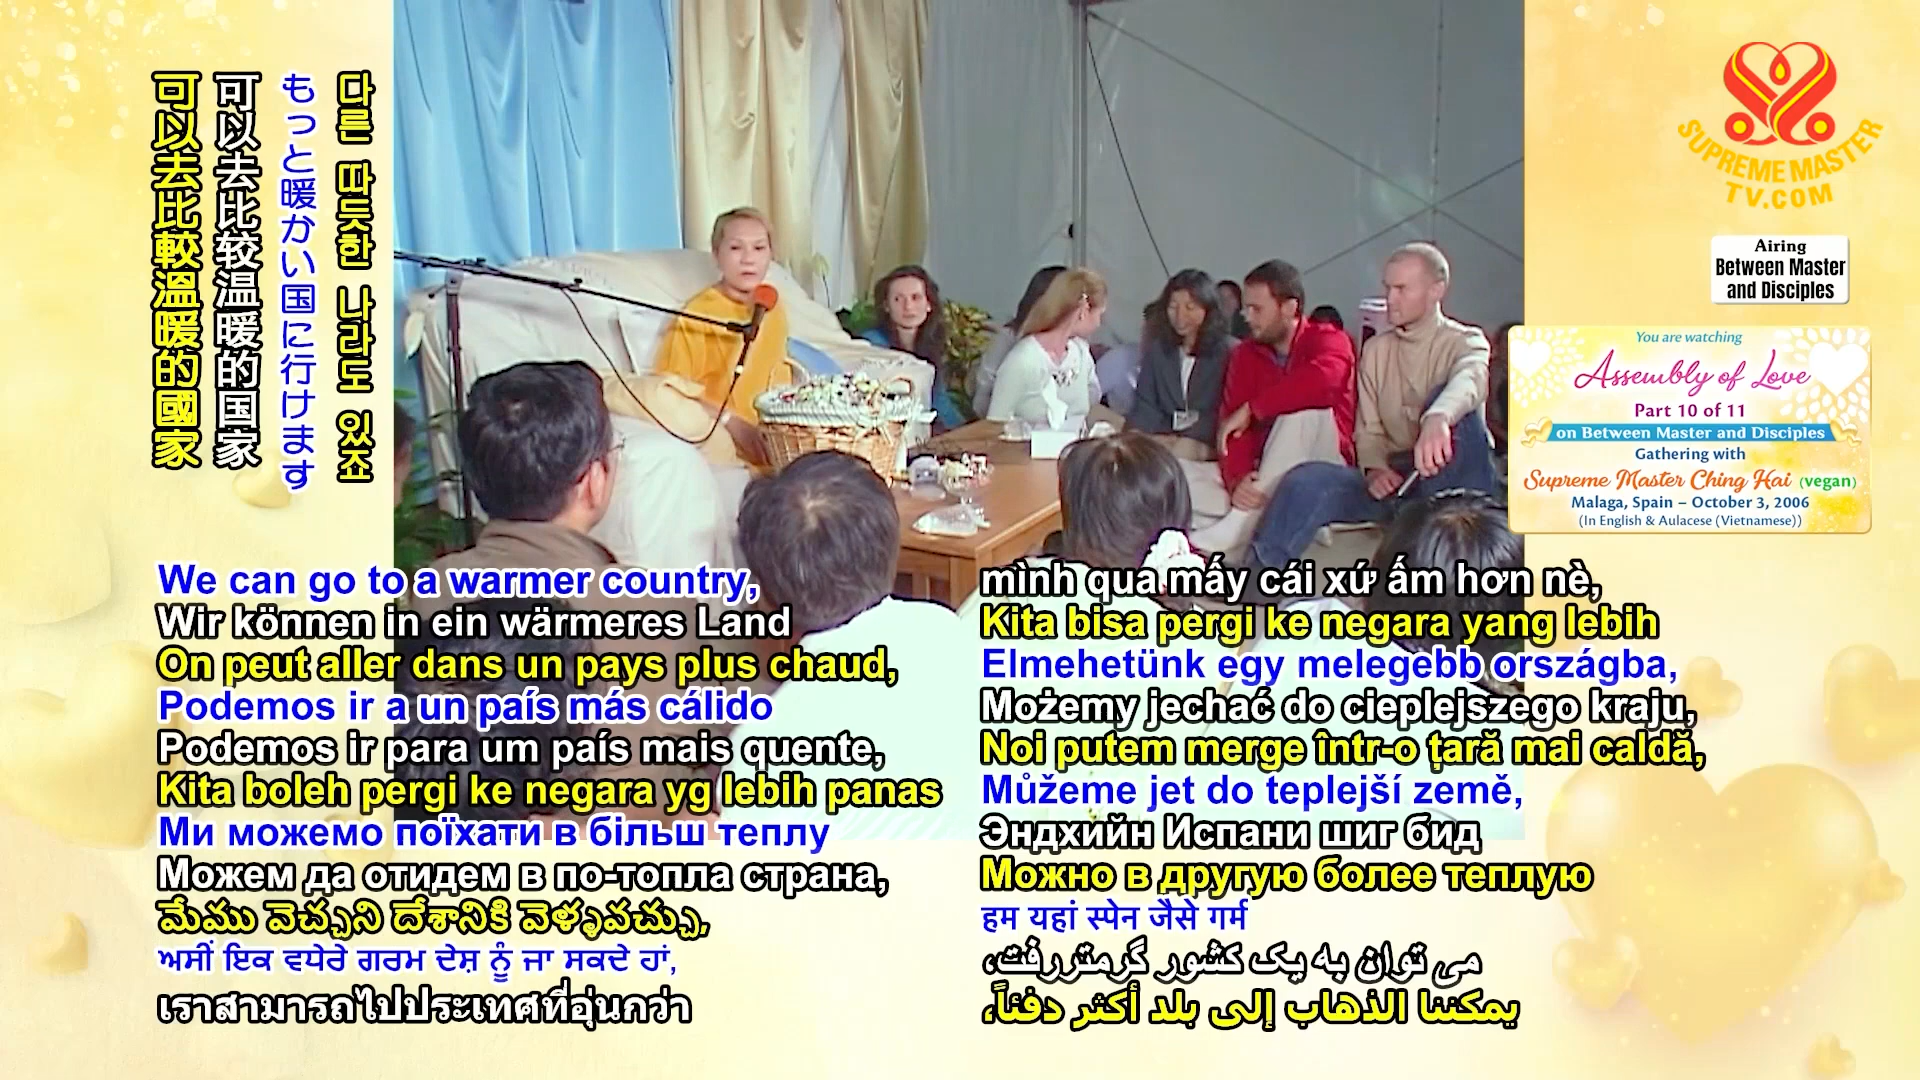 可以去比較溫暖的國家
可以去比较温暖的国家
もっと暖かい国に行けます
다른 따듯한 나라도 있죠
SUPREME MASTER
TV.COM
Airing
Between Master
and Disciples
You are watching
Assembly of Love
Part 10 of 11
on Between Master and Disciples
Gathering with
Supreme Master Ching Hai (vegan)
Malaga, Spain – October 3, 2006
(In English & Aulacese (Vietnamese))
We can go to a warmer country,
Wir können in ein wärmeres Land
On peut aller dans un pays plus chaud,
Podemos ir a un país más cálido
Podemos ir para um país mais quente,
Kita boleh pergi ke negara yg lebih panas
Ми можемо поїхати в більш теплу
Можем да отидем в по-топла страна,
మేము వెచ్చని దేశానికి వెళ్ళవచ్చు,
ਅਸੀਂ ਇਕ ਵਧੇਰੇ ਗਰਮ ਦੇਸ਼ ਨੂੰ ਜਾ ਸਕਦੇ ਹਾਂ,
เราสามารถไปประเทศที่อุ่นกว่า
mình qua mấy cái xứ ấm hơn nè,
Kita bisa pergi ke negara yang lebih
Elmehetünk egy melegebb országba,
Możemy jechać do cieplejszego kraju,
Noi putem merge într-o țară mai caldă,
Můžeme jet do teplejší země,
Эндхийн Испани шиг бид
Можно в другую более теплую
हम यहां स्पेन जैसे गर्म
می توان به یک کشور گرمتررفت،
يمكننا الذهاب إلى بلد أكثر دفئاً،